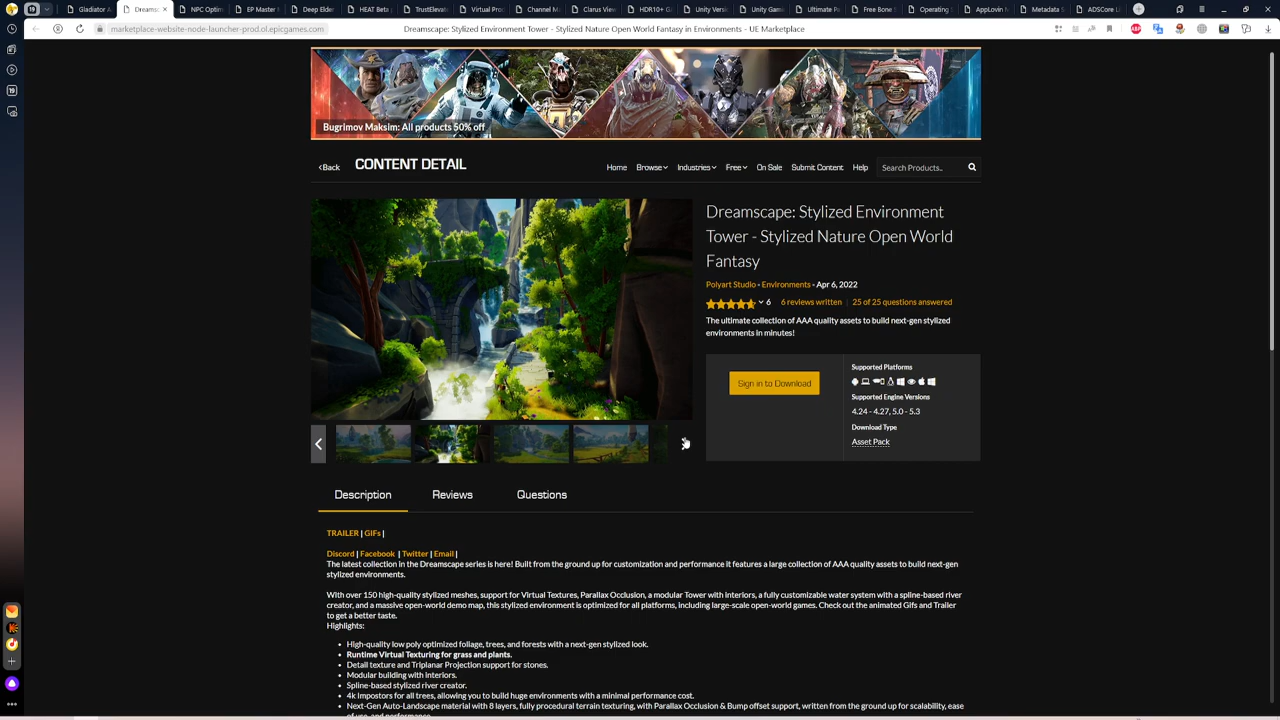 19
Gladiator A
Dreams:
NPC Optim
EP Master
Deep Elder
HEAT Beta
TrustElevate
Virtual Prod
Channel M
Clarus View
HDR10+ G
Unity Versi
Unity Game
Ultimate Pa
Free Bone S
Operating
AppLovin M
Metadata S
ADSCore Li
marketplace-website-node-launcher-prod.ol.epicgames.com
Dreamscape: Stylized Environment Tower - Stylized Nature Open World Fantasy in Environments - UE Marketplace
Bugrimov Maksim: All products 50% off
Back
CONTENT DETAIL
Home
Browse
Industries
Free
On Sale
Submit Content
Help
Search Products..
Dreamscape: Stylized Environment
Tower - Stylized Nature Open World
Fantasy
Polyart Studio • Environments • Apr 6, 2022
6
6 reviews written
25 of 25 questions answered
The ultimate collection of AAA quality assets to build next-gen stylized
environments in minutes!
Sign in to Download
Supported Platforms
Supported Engine Versions
4.24 - 4.27, 5.0 - 5.3
Download Type
Asset Pack
Description
Reviews
Questions
TRAILER | GIFs |
Discord | Facebook | Twitter | Email |
The latest collection in the Dreamscape series is here! Built from the ground up for customization and performance it features a large collection of AAA quality assets to build next-gen
stylized environments.
With over 150 high-quality stylized meshes, support for Virtual Textures, Parallax Occlusion, a modular Tower with interiors, a fully customizable water system with a spline-based river
creator, and a massive open-world demo map, this stylized environment is optimized for all platforms, including large-scale open-world games. Check out the animated Gifs and Trailer
to get a better taste.
Highlights:
• High-quality low poly optimized foliage, trees, and forests with a next-gen stylized look.
• Runtime Virtual Texturing for grass and plants.
• Detail texture and Triplanar Projection support for stones.
• Modular building with interiors.
• Spline-based stylized river creator.
• 4k Impostors for all trees, allowing you to build huge environments with a minimal performance cost.
• Next-Gen Auto-Landscape material with 8 layers, fully procedural terrain texturing, with Parallax Occlusion & Bump offset support, written from the ground up for scalability, ease
of use, and performance.